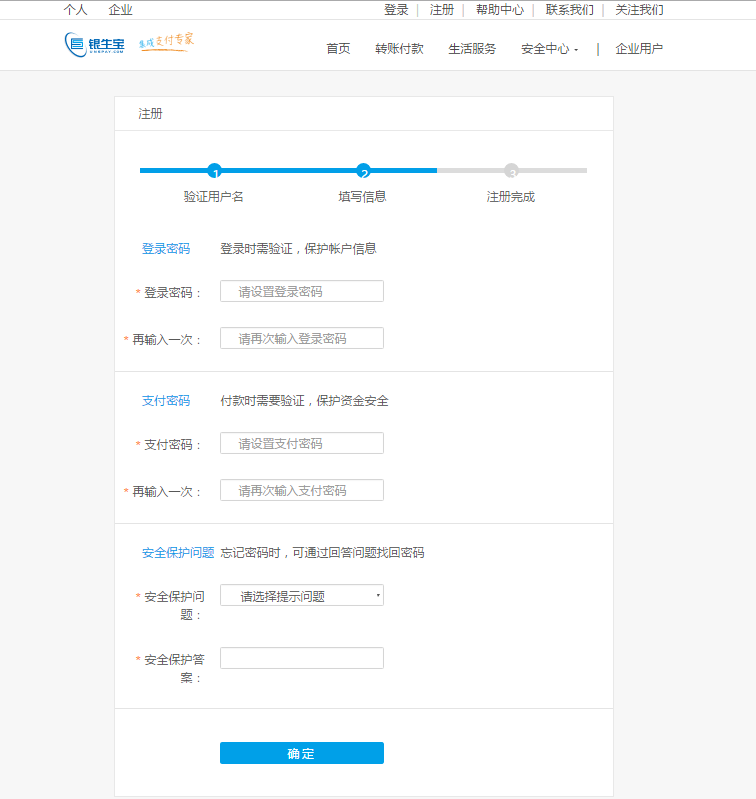 个人 企业 登录 | 注册 | 帮助中心 | 联系我们 | 关注我们
银生宝 集成支付专家 首页 转账付款 生活服务 安全中心 | 企业用户
UNSPAY.COM
注册
1 2 3
验证用户名 填写信息 注册完成
登录密码 登录时需验证，保护帐户信息
* 登录密码： 请设置登录密码
* 再输入一次： 请再次输入登录密码
支付密码 付款时需要验证，保护资金安全
* 支付密码： 请设置支付密码
* 再输入一次： 请再次输入支付密码
安全保护问题 忘记密码时，可通过回答问题找回密码
* 安全保护问 请选择提示问题
题：
* 安全保护答
案：
确定